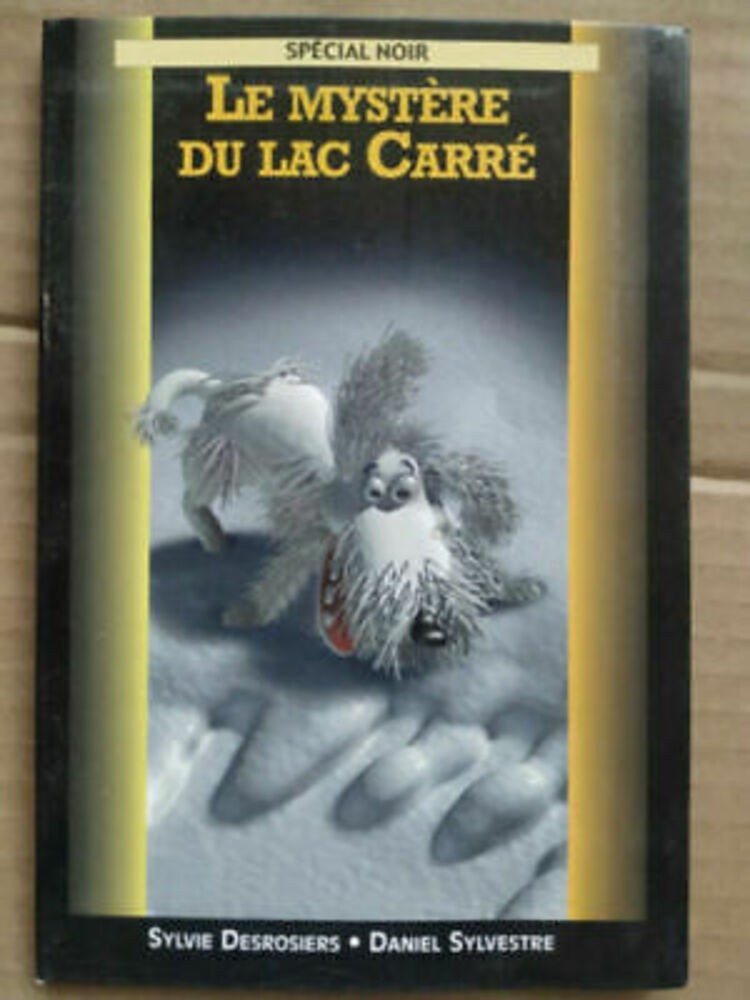 SPÉCIAL NOIR
LE MYSTÈRE
DU LAC CARRÉ
SYLVIE DESROSIERS • DANIEL SYLVESTRE